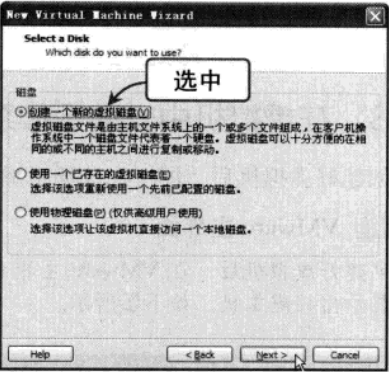 New Virtual Machine Wizard
Select a Disk
Which disk do you want to use?
选中
磁盘
创建一个新的虚拟磁盘(V)
虚拟磁盘文件是由主机文件系统上的一个或多个文件组成，在客户机操
作系统中一个磁盘文件代表着一个硬盘。虚拟磁盘可以十分方便的在相
同的或不同的主机之间进行复制或移动。
使用一个已存在的虚拟磁盘(E)
选择该选项重新使用一个先前已配置的磁盘。
使用物理磁盘(P) (仅供高级用户使用)
选择该选项让该虚拟机直接访问一个本地磁盘。
Help
< Back
Next >
Cancel